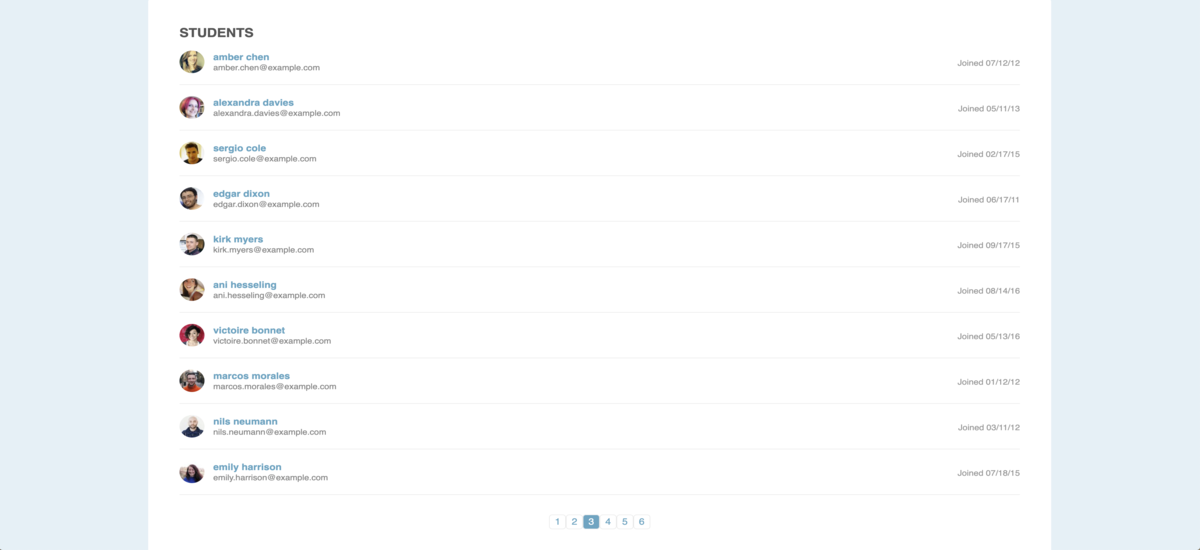 STUDENTS
amber chen
amber.chen@example.com
Joined 07/12/12
alexandra davies
alexandra.davies@example.com
Joined 05/11/13
sergio cole
sergio.cole@example.com
Joined 02/17/15
edgar dixon
edgar.dixon@example.com
Joined 06/17/11
kirk myers
kirk.myers@example.com
Joined 09/17/15
ani hesseling
ani.hesseling@example.com
Joined 08/14/16
victoire bonnet
victoire.bonnet@example.com
Joined 05/13/16
marcos morales
marcos.morales@example.com
Joined 01/12/12
nils neumann
nils.neumann@example.com
Joined 03/11/12
emily harrison
emily.harrison@example.com
Joined 07/18/15
1 2 3 4 5 6